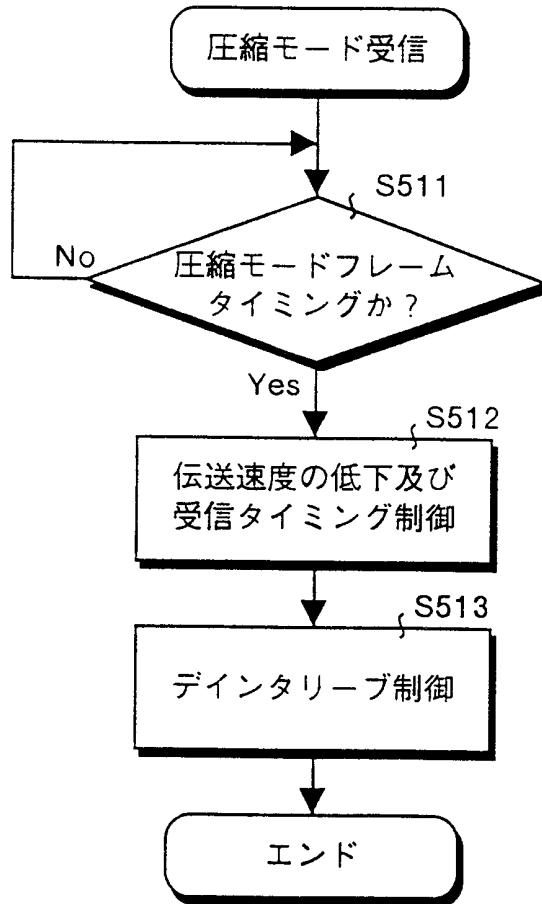 圧縮モード受信
S511
圧縮モードフレーム
タイミングか？
No
Yes
S512
伝送速度の低下及び
受信タイミング制御
S513
デインタリーブ制御
エンド